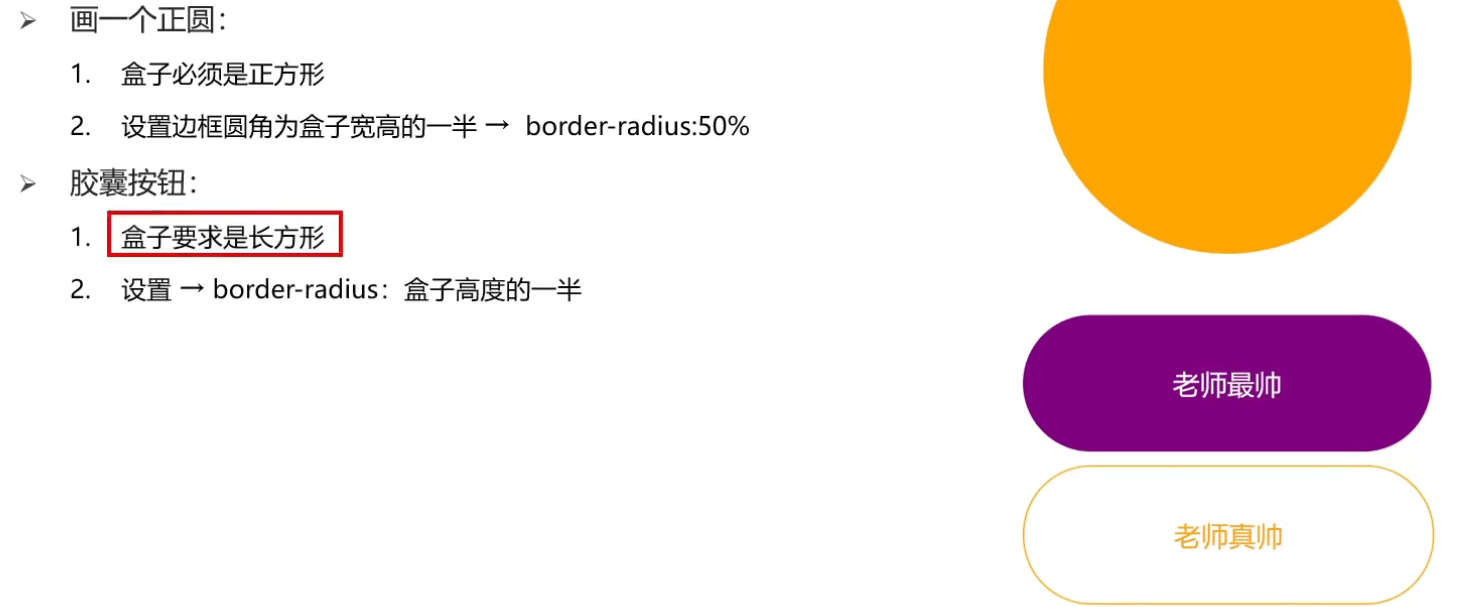 ➢ 画一个正圆：
1. 盒子必须是正方形
2. 设置边框圆角为盒子宽高的一半 → border-radius:50%
➢ 胶囊按钮：
1. 盒子要求是长方形
2. 设置 → border-radius：盒子高度的一半
老师最帅
老师真帅